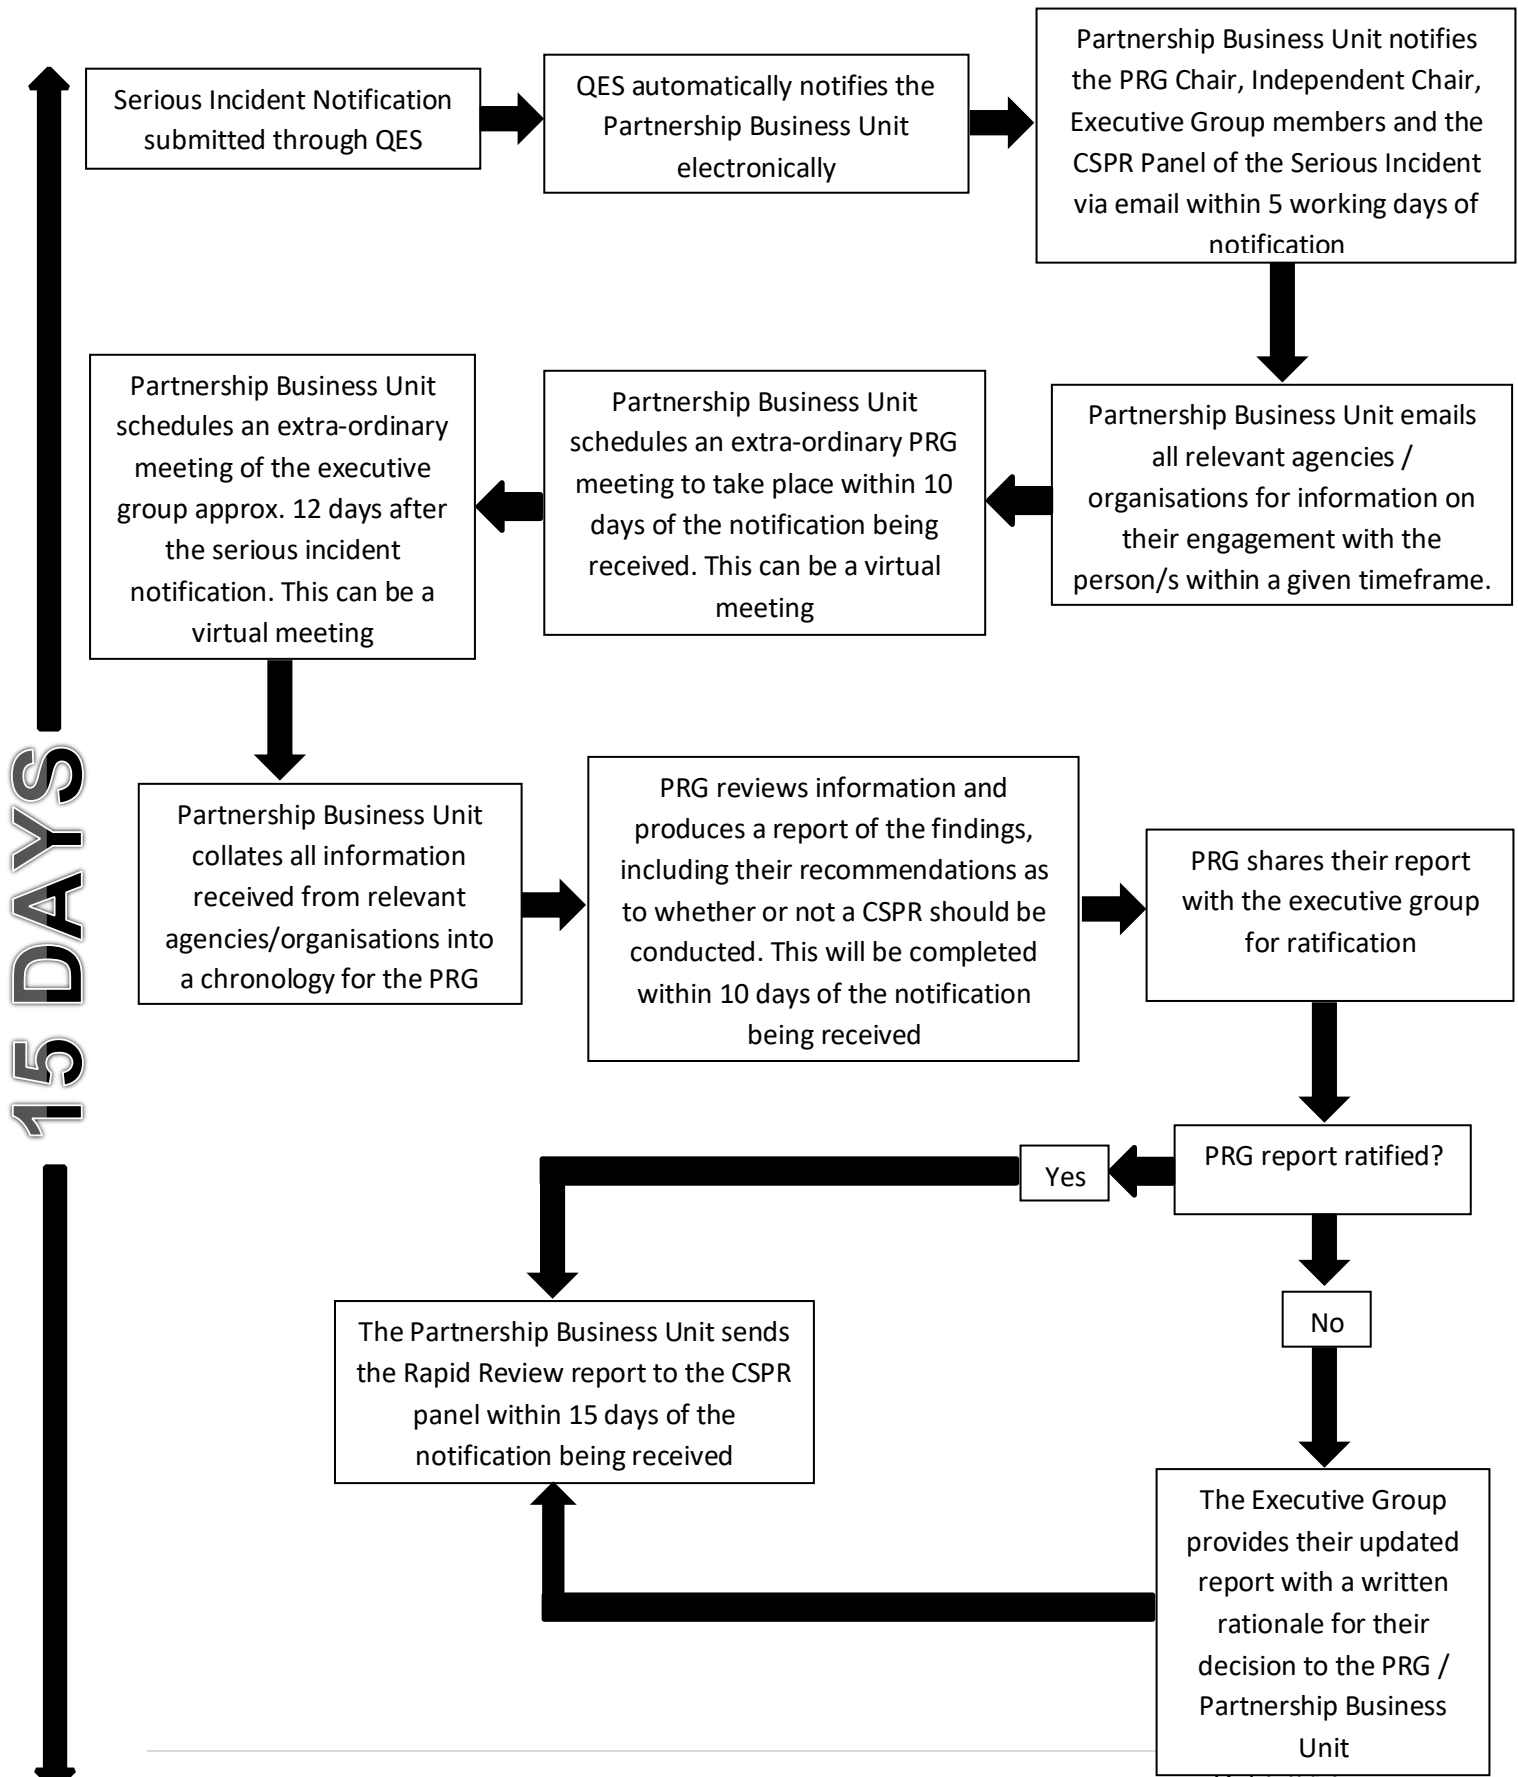 Serious Incident Notification
submitted through QES
QES automatically notifies the
Partnership Business Unit
electronically
Partnership Business Unit notifies
the PRG Chair, Independent Chair,
Executive Group members and the
CSPR Panel of the Serious Incident
via email within 5 working days of
notification
Partnership Business Unit emails
all relevant agencies /
organisations for information on
their engagement with the
person/s within a given timeframe.
Partnership Business Unit
schedules an extra-ordinary PRG
meeting to take place within 10
days of the notification being
received. This can be a virtual
meeting
Partnership Business Unit
schedules an extra-ordinary
meeting of the executive
group approx. 12 days after
the serious incident
notification. This can be a
virtual meeting
15 DAYS
Partnership Business Unit
collates all information
received from relevant
agencies/organisations into
a chronology for the PRG
PRG reviews information and
produces a report of the findings,
including their recommendations as
to whether or not a CSPR should be
conducted. This will be completed
within 10 days of the notification
being received
PRG shares their report
with the executive group
for ratification
PRG report ratified?
Yes
No
The Partnership Business Unit sends
the Rapid Review report to the CSPR
panel within 15 days of the
notification being received
The Executive Group
provides their updated
report with a written
rationale for their
decision to the PRG /
Partnership Business
Unit